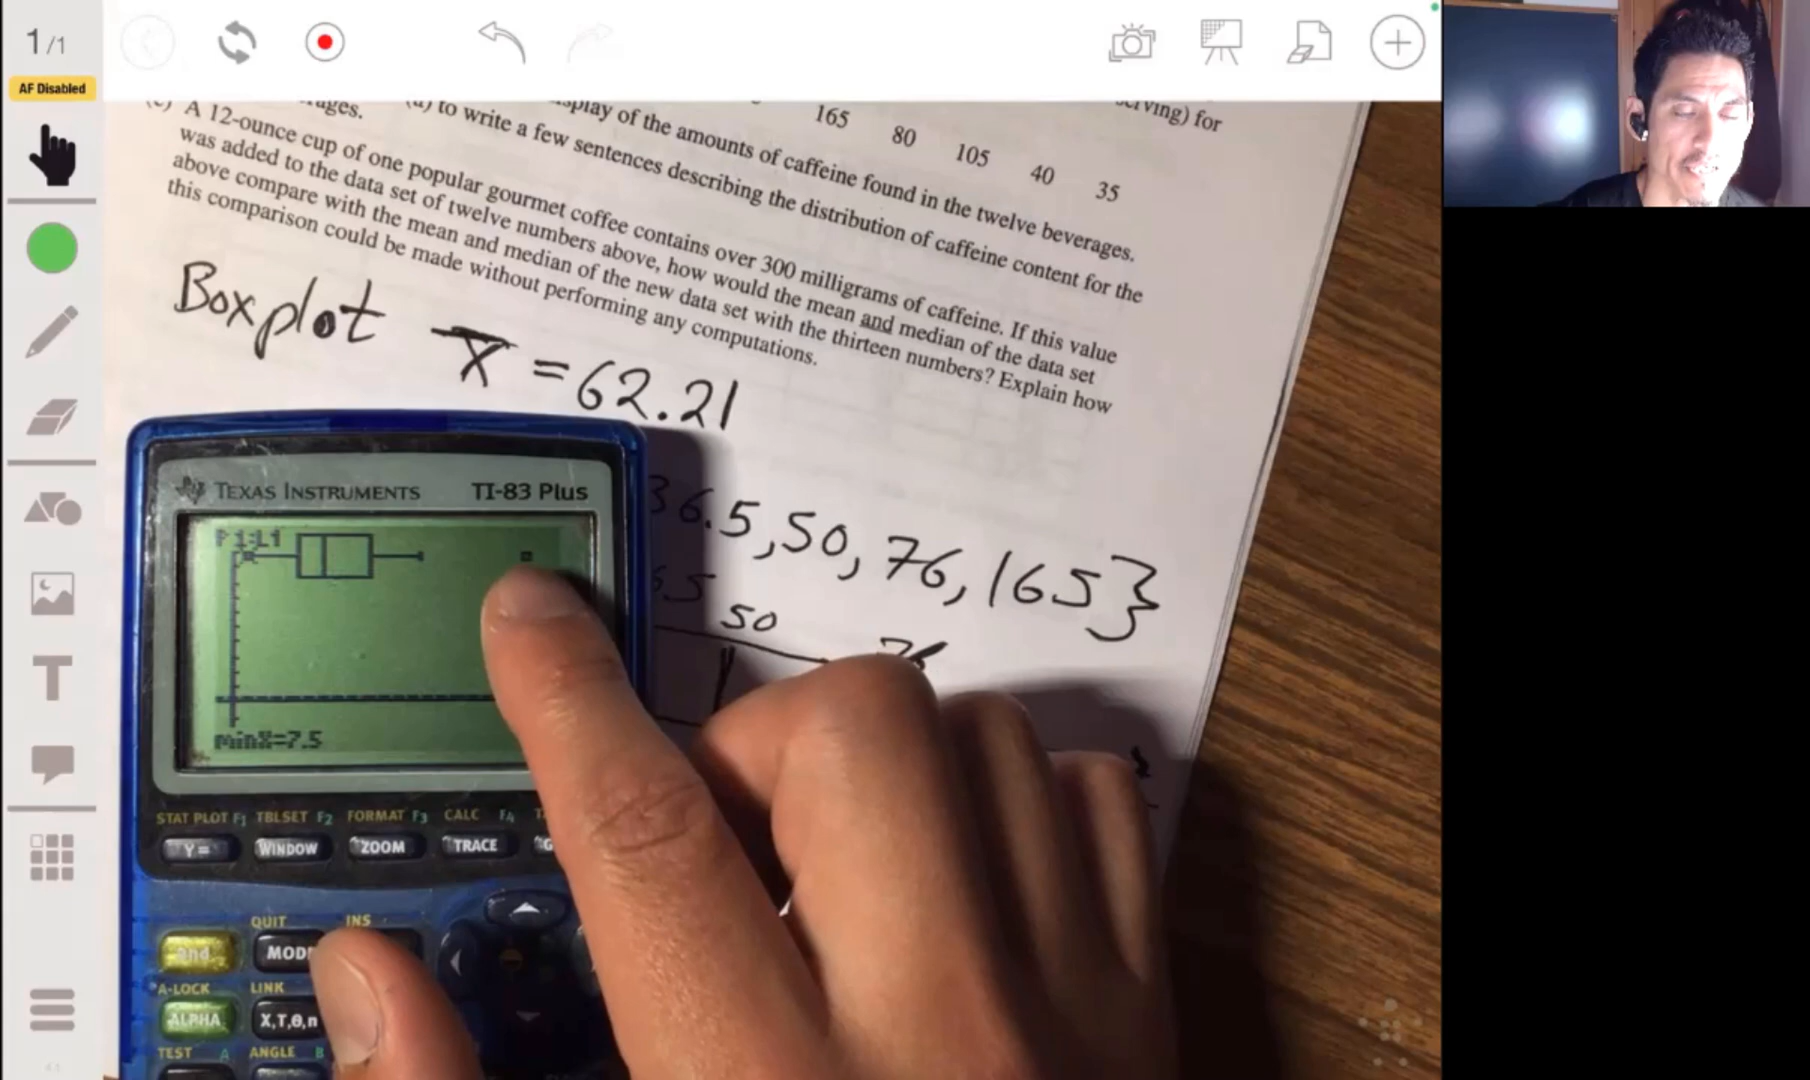 1/1
AF Disabled
serving) for
165 80 105 40 35
display of the amounts of caffeine found in the twelve beverages.
to write a few sentences describing the distribution of caffeine content for the
A 12-ounce cup of one popular gourmet coffee contains over 300 milligrams of caffeine. If this value
was added to the data set of twelve numbers above, how would the mean and median of the data set
above compare with the mean and median of the new data set with the thirteen numbers? Explain how
this comparison could be made without performing any computations.
Boxplot X̅ = 62.21
36.5, 50, 76, 165}
50
TEXAS INSTRUMENTS TI-83 Plus
P1:L1
minX=7.5
STAT PLOT F1 TBLSET F2 FORMAT F3 CALC F4
Y= WINDOW ZOOM TRACE
QUIT INS
2nd
A-LOCK LINK
ALPHA X,T,θ,n
TEST A ANGLE B
T